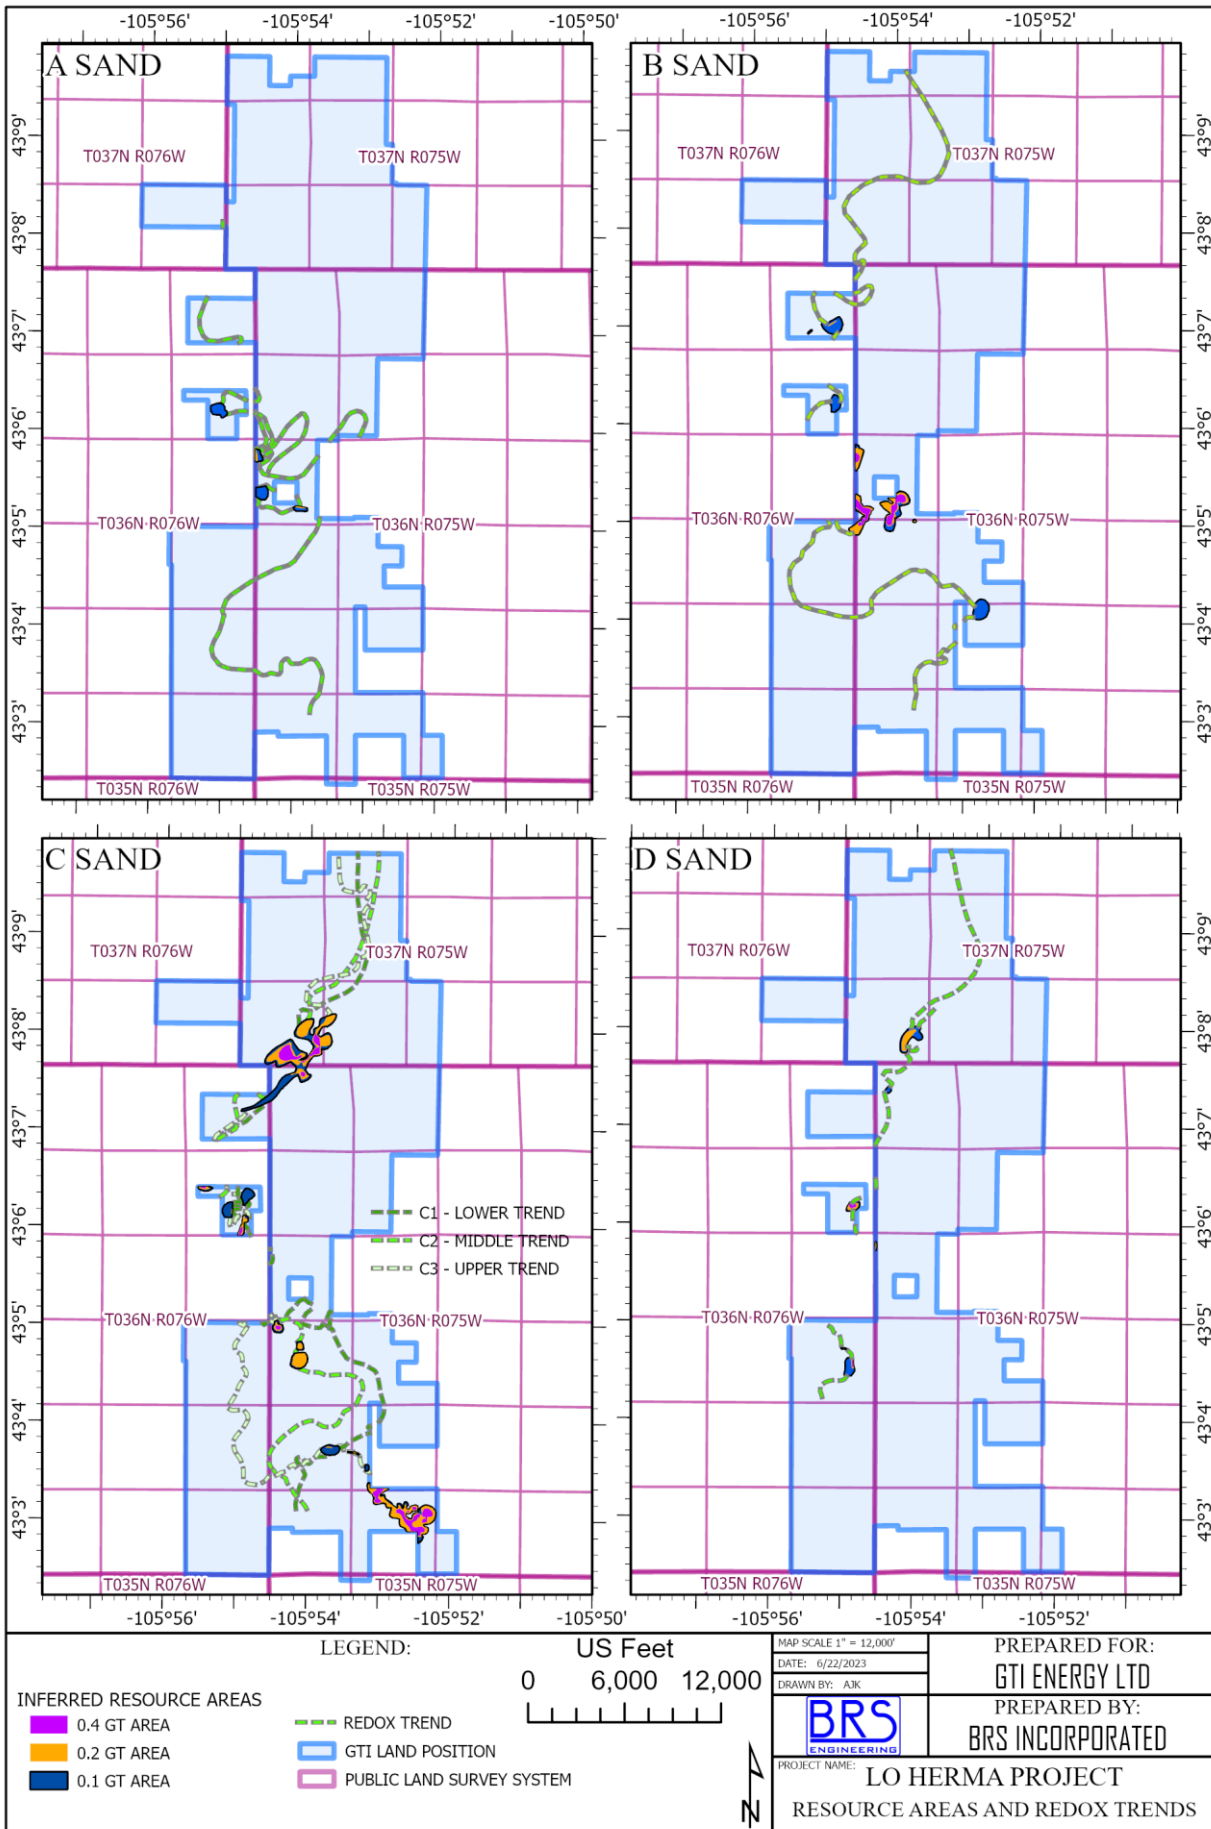 -105°56' -105°54' -105°52' -105°50' -105°56' -105°54' -105°52'
A SAND
B SAND
43°9'
43°8'
43°7'
43°6'
43°5'
43°4'
43°3'
T037N R076W T037N R075W
T036N R076W T036N R075W
T035N R076W T035N R075W
T037N R076W T037N R075W
T036N R076W T036N R075W
T035N R076W T035N R075W
43°9'
43°8'
43°7'
43°6'
43°5'
43°4'
43°3'
C SAND
D SAND
43°9'
43°8'
43°7'
43°6'
43°5'
43°4'
43°3'
T037N R076W T037N R075W
C1 - LOWER TREND
C2 - MIDDLE TREND
C3 - UPPER TREND
T036N R076W T036N R075W
T035N R076W T035N R075W
T037N R076W T037N R075W
T036N R076W T036N R075W
T035N R076W T035N R075W
43°9'
43°8'
43°7'
43°6'
43°5'
43°4'
43°3'
-105°56' -105°54' -105°52' -105°50' -105°56' -105°54' -105°52'
LEGEND:
INFERRED RESOURCE AREAS
0.4 GT AREA
0.2 GT AREA
0.1 GT AREA
REDOX TREND
GTI LAND POSITION
PUBLIC LAND SURVEY SYSTEM
US Feet
0 6,000 12,000
N
MAP SCALE 1" = 12,000'
DATE: 6/22/2023
DRAWN BY: AJK
BRS
ENGINEERING
PREPARED FOR:
GTI ENERGY LTD
PREPARED BY:
BRS INCORPORATED
PROJECT NAME:
LO HERMA PROJECT
RESOURCE AREAS AND REDOX TRENDS